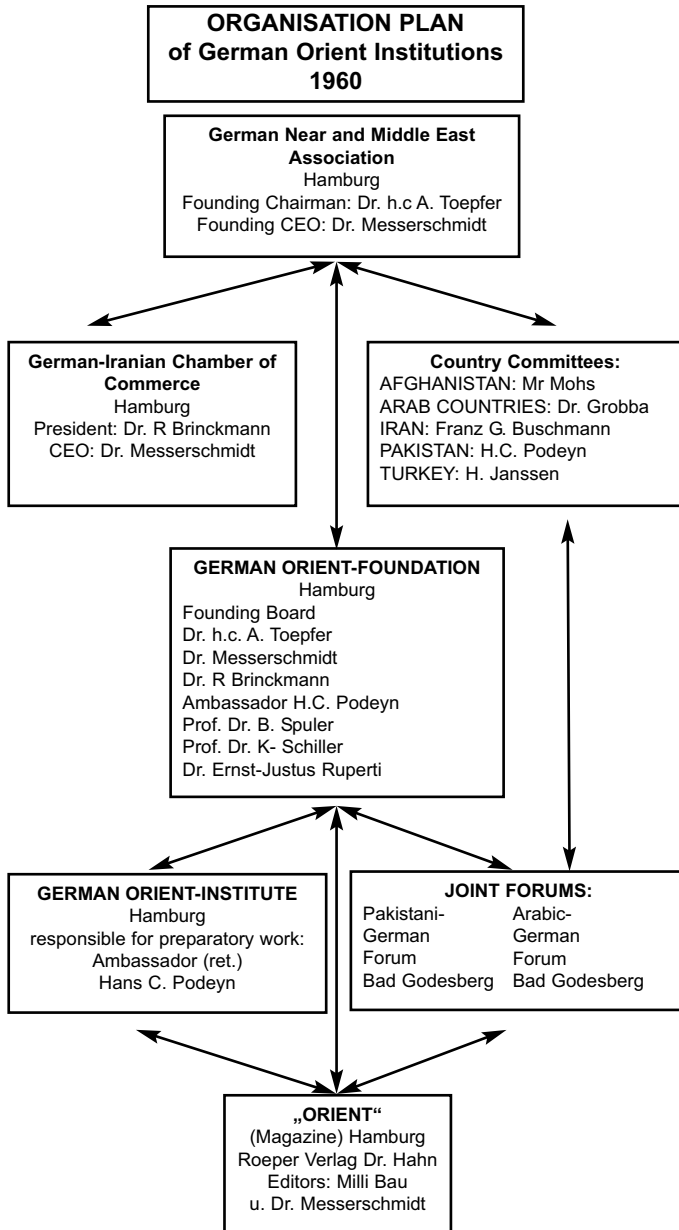 ORGANISATION PLAN
of German Orient Institutions
1960
German Near and Middle East
Association
Hamburg
Founding Chairman: Dr. h.c A. Toepfer
Founding CEO: Dr. Messerschmidt
German-Iranian Chamber of
Commerce
Hamburg
President: Dr. R Brinckmann
CEO: Dr. Messerschmidt
Country Committees:
AFGHANISTAN: Mr Mohs
ARAB COUNTRIES: Dr. Grobba
IRAN: Franz G. Buschmann
PAKISTAN: H.C. Podeyn
TURKEY: H. Janssen
GERMAN ORIENT-FOUNDATION
Hamburg
Founding Board
Dr. h.c. A. Toepfer
Dr. Messerschmidt
Dr. R Brinckmann
Ambassador H.C. Podeyn
Prof. Dr. B. Spuler
Prof. Dr. K- Schiller
Dr. Ernst-Justus Ruperti
GERMAN ORIENT-INSTITUTE
Hamburg
responsible for preparatory work:
Ambassador (ret.)
Hans C. Podeyn
JOINT FORUMS:
Pakistani-
German
Forum
Bad Godesberg
Arabic-
German
Forum
Bad Godesberg
„ORIENT“
(Magazine) Hamburg
Roeper Verlag Dr. Hahn
Editors: Milli Bau
u. Dr. Messerschmidt